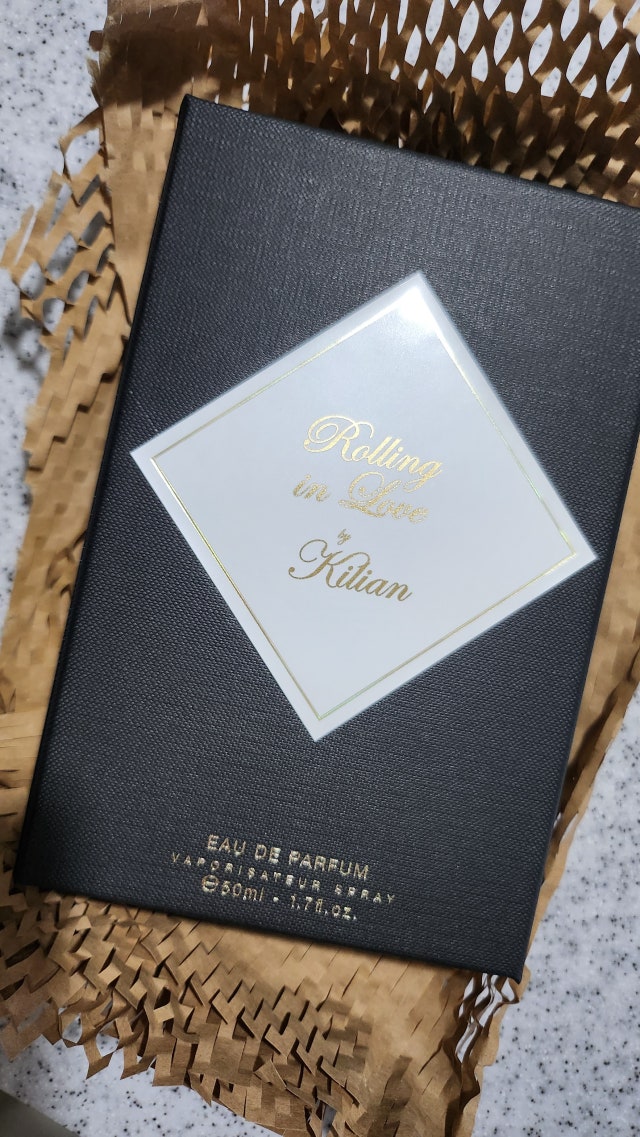 Rolling
in Love
by
Kilian
EAU DE PARFUM
VAPORISATEUR SPRAY
℮50ml - 1.7fl.oz.